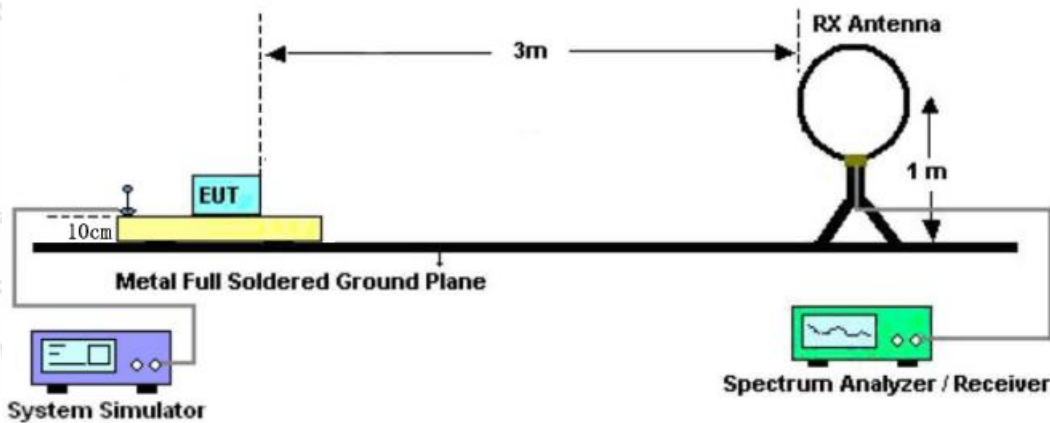 RX Antenna
3m
1 m
EUT
10cm
Metal Full Soldered Ground Plane
System Simulator
Spectrum Analyzer / Receiver